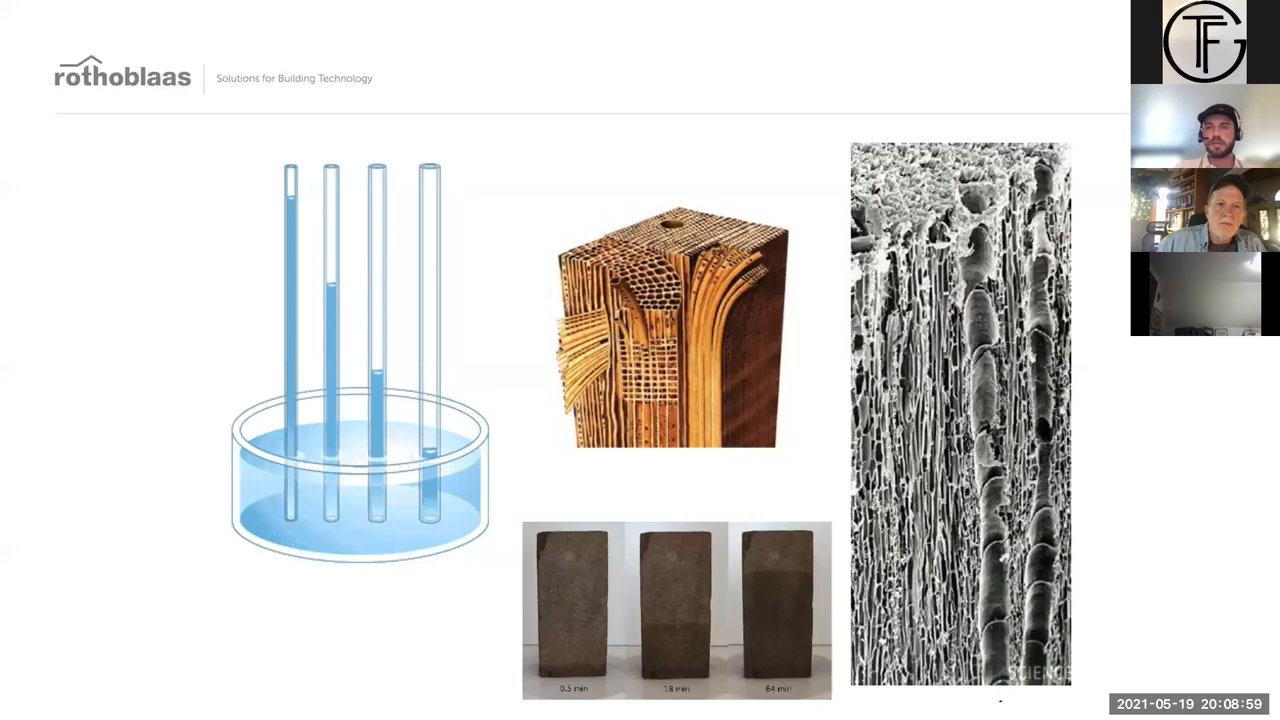 rothoblaas
Solutions for Building Technology
TFG
0.5 min
18 min
64 min
SCIENCE
2021-05-19 20:08:59